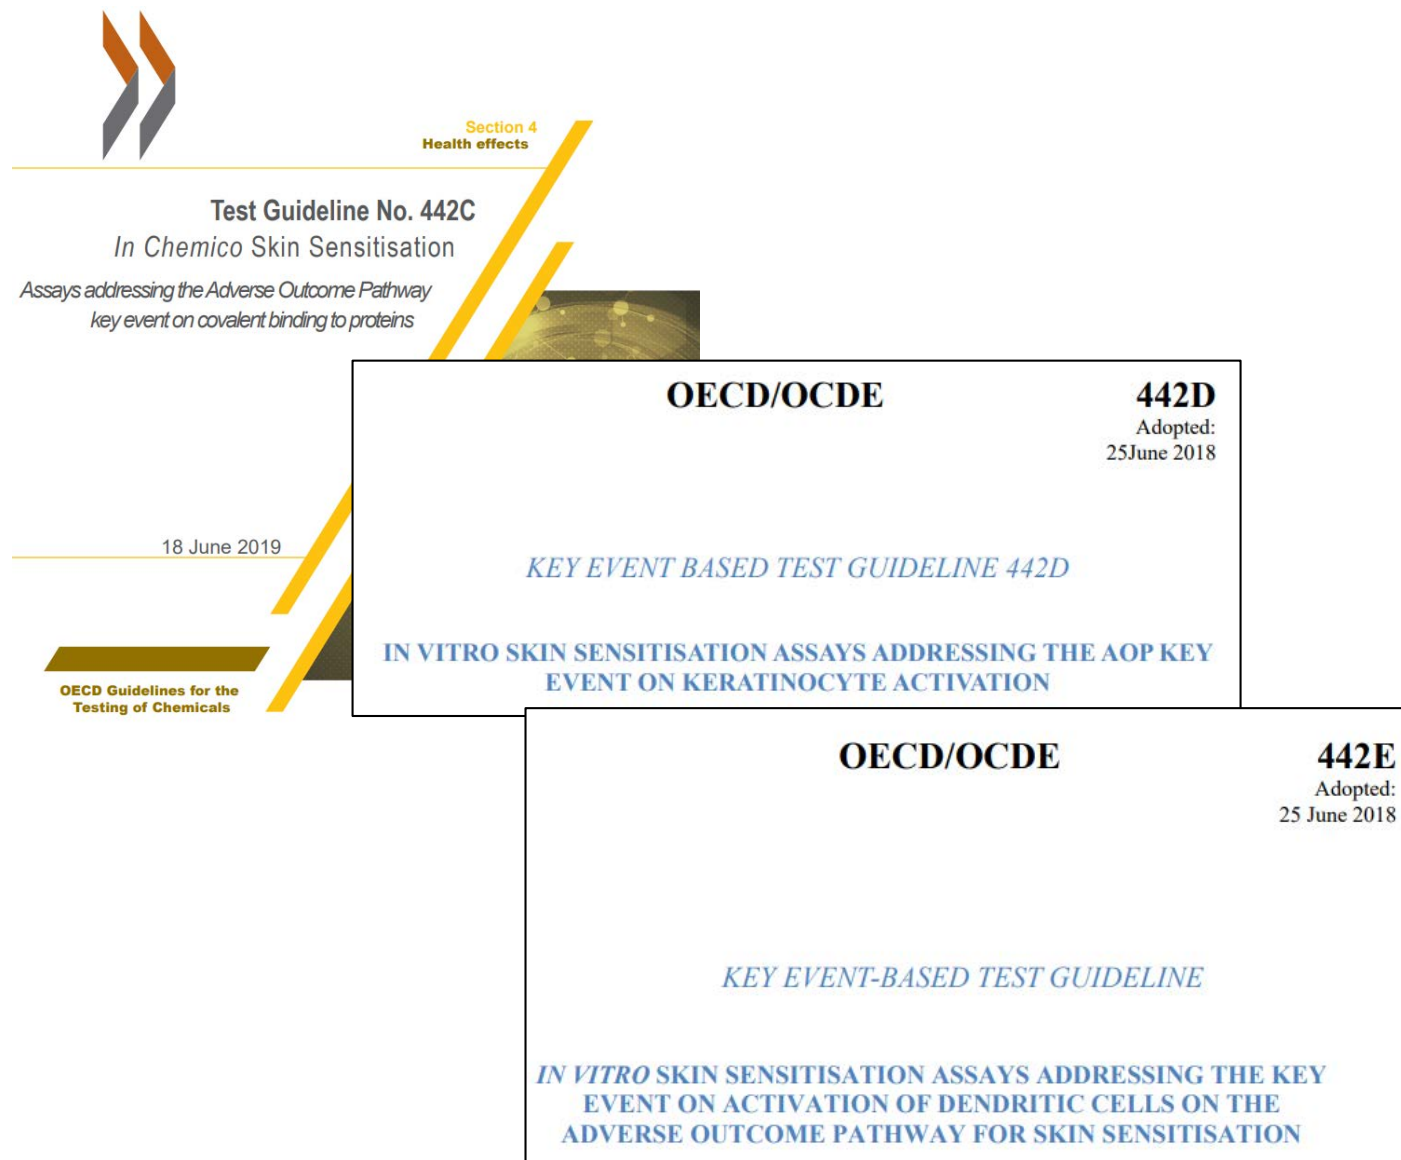 Section 4
Health effects
Test Guideline No. 442C
In Chemico Skin Sensitisation
Assays addressing the Adverse Outcome Pathway
key event on covalent binding to proteins
18 June 2019
OECD Guidelines for the
Testing of Chemicals
OECD/OCDE
442D
Adopted:
25June 2018
KEY EVENT BASED TEST GUIDELINE 442D
IN VITRO SKIN SENSITISATION ASSAYS ADDRESSING THE AOP KEY
EVENT ON KERATINOCYTE ACTIVATION
OECD/OCDE
442E
Adopted:
25 June 2018
KEY EVENT-BASED TEST GUIDELINE
IN VITRO SKIN SENSITISATION ASSAYS ADDRESSING THE KEY
EVENT ON ACTIVATION OF DENDRITIC CELLS ON THE
ADVERSE OUTCOME PATHWAY FOR SKIN SENSITISATION